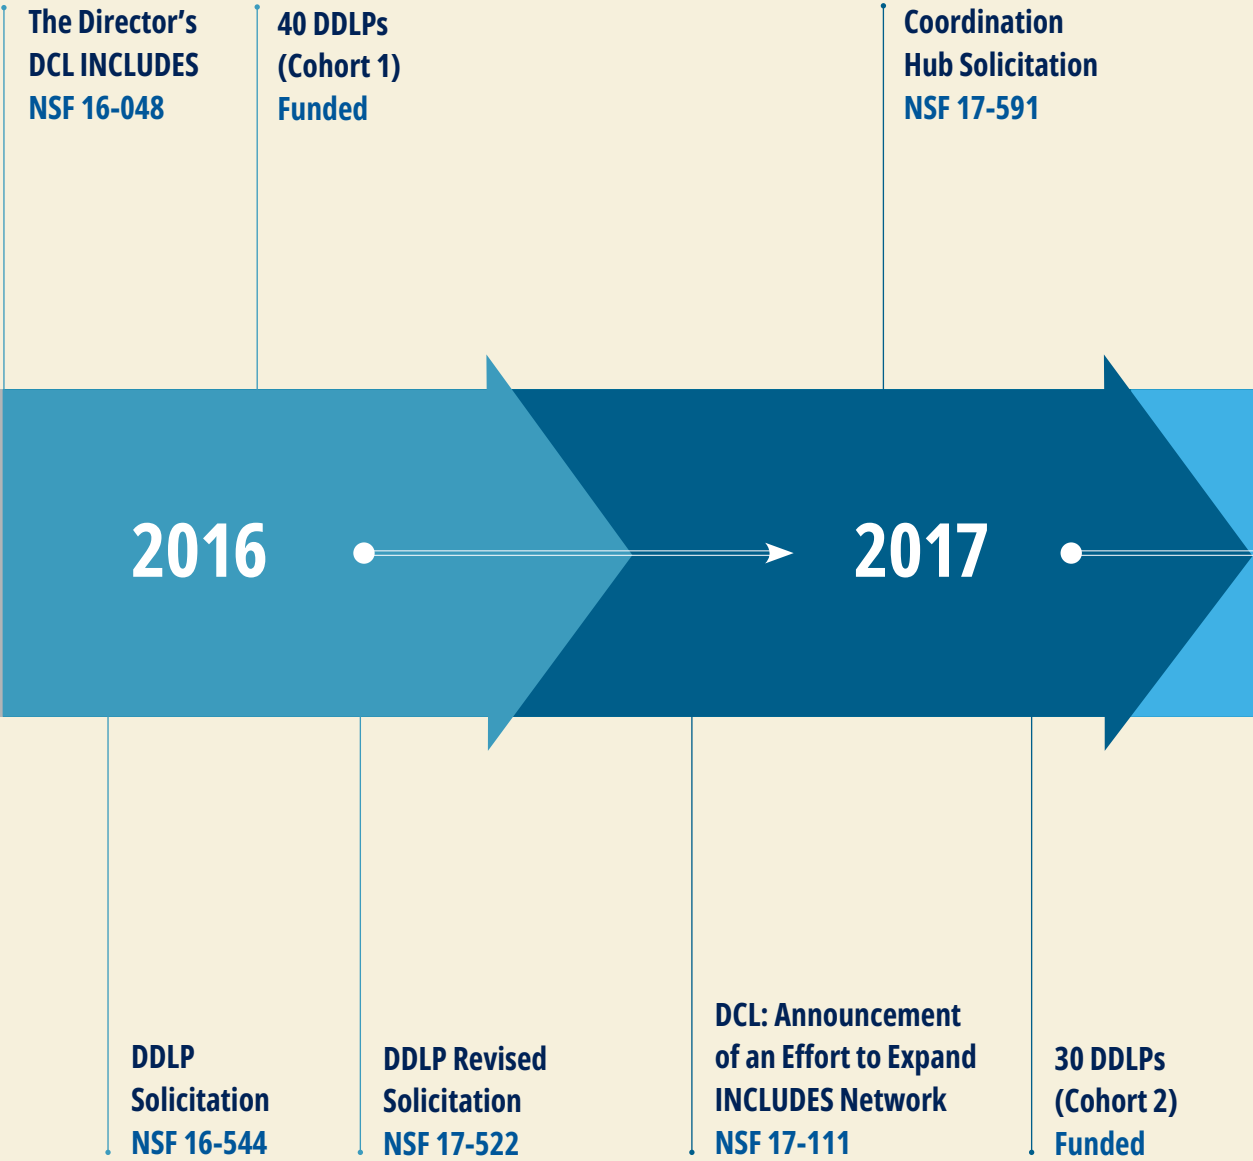 The Director’s
DCL INCLUDES
NSF 16-048
40 DDLPs
(Cohort 1)
Funded
Coordination
Hub Solicitation
NSF 17-591
2016
2017
DDLP
Solicitation
NSF 16-544
DDLP Revised
Solicitation
NSF 17-522
DCL: Announcement
of an Effort to Expand
INCLUDES Network
NSF 17-111
30 DDLPs
(Cohort 2)
Funded